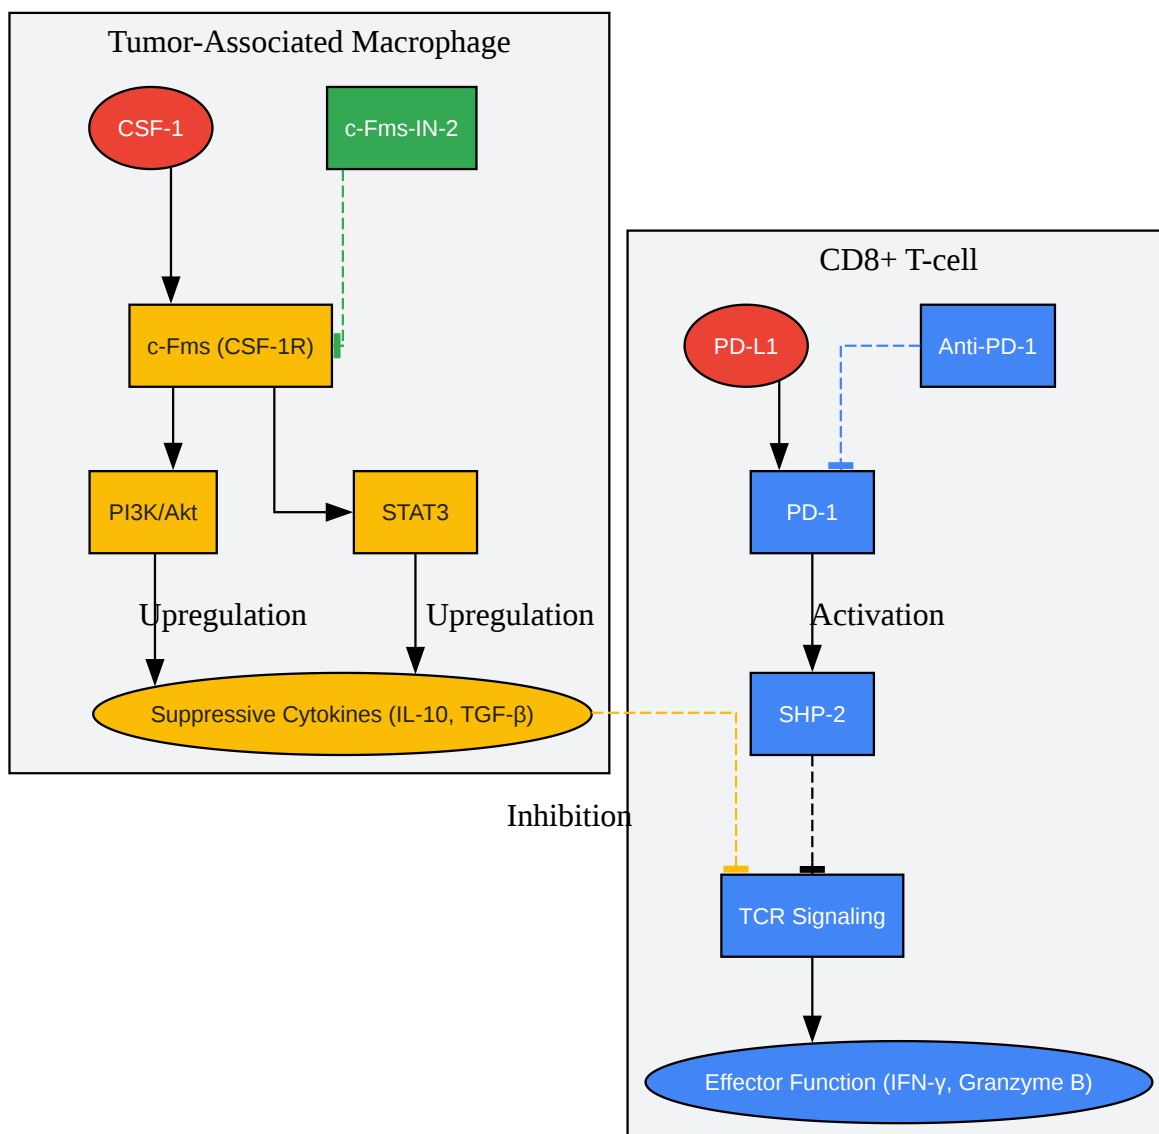 Tumor-Associated Macrophage
CSF-1
c-Fms-IN-2
c-Fms (CSF-1R)
PI3K/Akt
STAT3
Upregulation
Upregulation
Suppressive Cytokines (IL-10, TGF-β)
Inhibition
CD8+ T-cell
PD-L1
Anti-PD-1
PD-1
Activation
SHP-2
TCR Signaling
Effector Function (IFN-γ, Granzyme B)